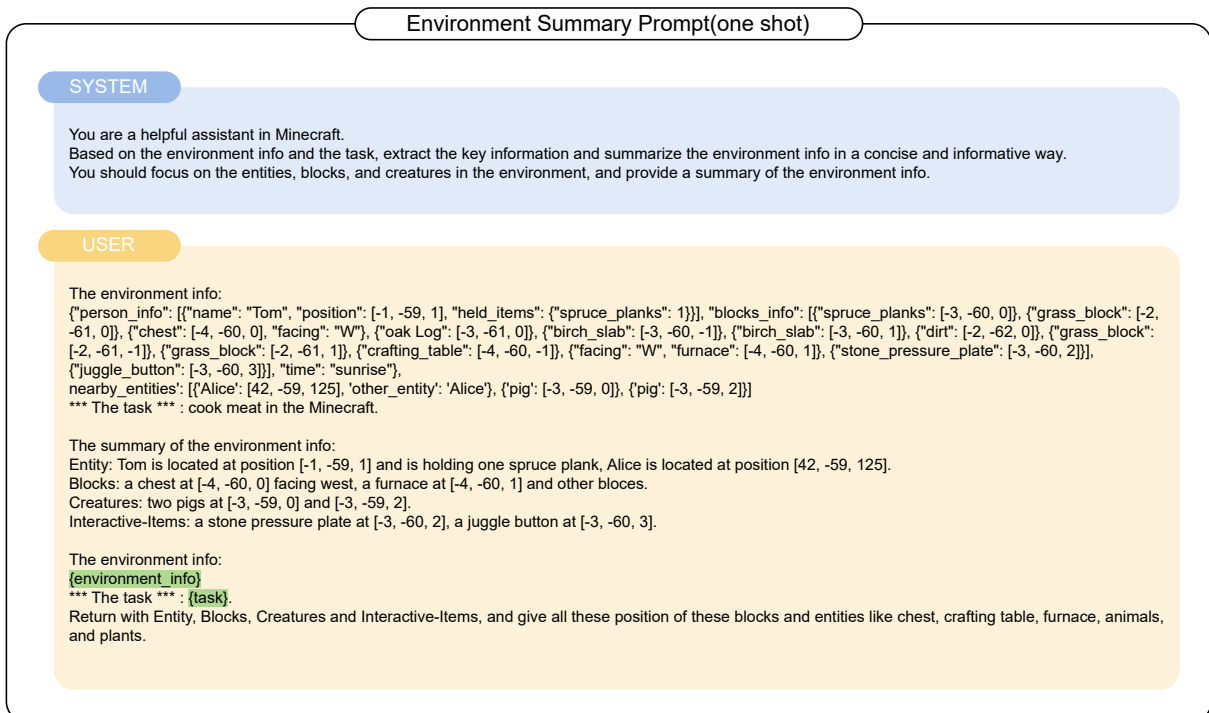 Environment Summary Prompt(one shot)
SYSTEM
You are a helpful assistant in Minecraft.
Based on the environment info and the task, extract the key information and summarize the environment info in a concise and informative way.
You should focus on the entities, blocks, and creatures in the environment, and provide a summary of the environment info.
USER
The environment info:
{"person_info": [{"name": "Tom", "position": [-1, -59, 1], "held_items": {"spruce_planks": 1}}], "blocks_info": [{"spruce_planks": [-3, -60, 0]}, {"grass_block": [-2,
-61, 0]}, {"chest": [-4, -60, 0], "facing": "W"}, {"oak Log": [-3, -61, 0]}, {"birch_slab": [-3, -60, -1]}, {"birch_slab": [-3, -60, 1]}, {"dirt": [-2, -62, 0]}, {"grass_block":
[-2, -61, -1]}, {"grass_block": [-2, -61, 1]}, {"crafting_table": [-4, -60, -1]}, {"facing": "W", "furnace": [-4, -60, 1]}, {"stone_pressure_plate": [-3, -60, 2]}],
{"juggle_button": [-3, -60, 3]}], "time": "sunrise"},
nearby_entities': [{'Alice': [42, -59, 125], 'other_entity': 'Alice'}, {'pig': [-3, -59, 0]}, {'pig': [-3, -59, 2]}]
*** The task *** : cook meat in the Minecraft.
The summary of the environment info:
Entity: Tom is located at position [-1, -59, 1] and is holding one spruce plank, Alice is located at position [42, -59, 125].
Blocks: a chest at [-4, -60, 0] facing west, a furnace at [-4, -60, 1] and other bloces.
Creatures: two pigs at [-3, -59, 0] and [-3, -59, 2].
Interactive-Items: a stone pressure plate at [-3, -60, 2], a juggle button at [-3, -60, 3].
The environment info:
{environment_info}
*** The task *** : {task}.
Return with Entity, Blocks, Creatures and Interactive-Items, and give all these position of these blocks and entities like chest, crafting table, furnace, animals,
and plants.